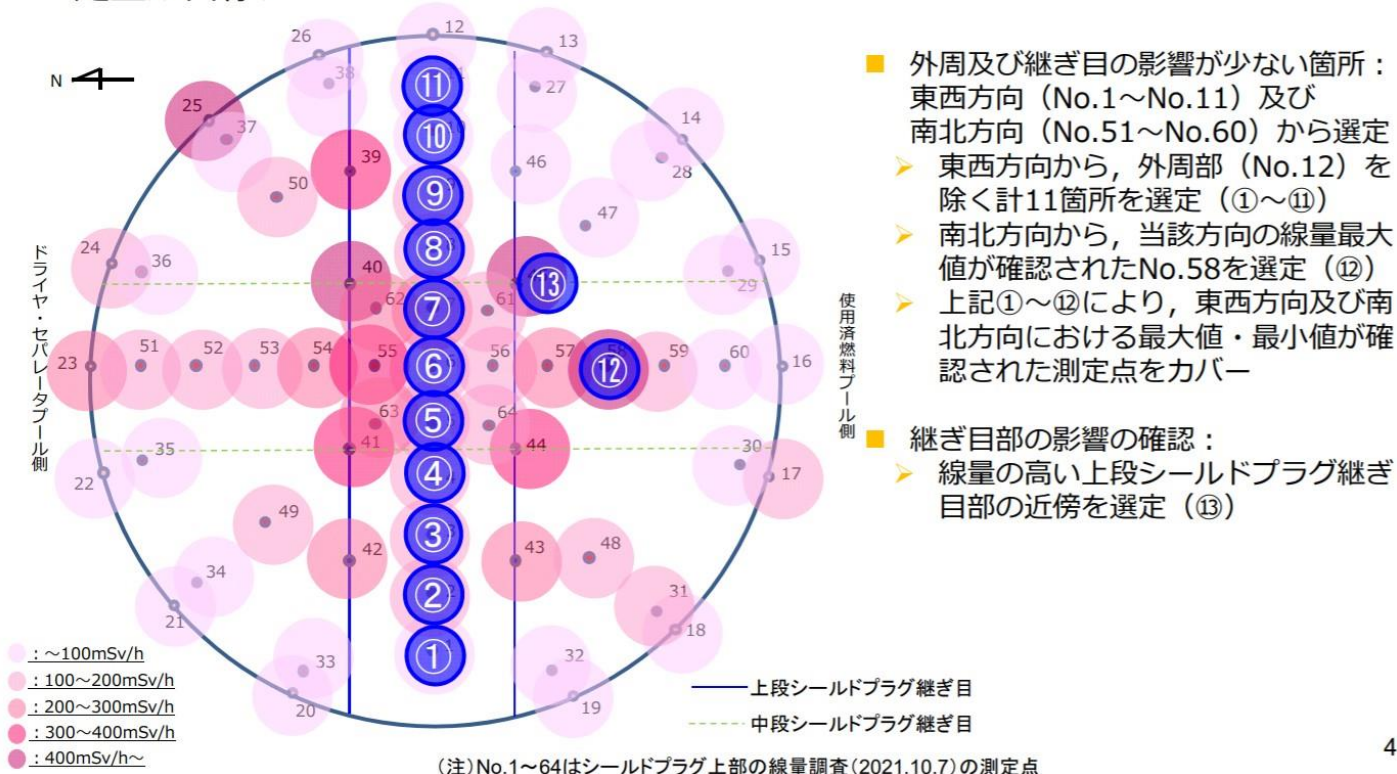 12
26
13
N
38
⑪
27
25
37
⑩
14
39
46
28
50
⑨
47
ドライヤ・セパレータプール側
24
36
⑧
15
40
⑬
29
62
⑦
61
使用済燃料プール側
23
51
52
53
54
55
⑥
56
57
58
⑫
59
60
16
63
⑤
64
35
41
44
30
22
④
17
49
③
42
43
48
34
②
31
21
18
①
33
32
20
19
:~100mSv/h
:100~200mSv/h
:200~300mSv/h
:300~400mSv/h
:400mSv/h~
上段シールドプラグ継ぎ目
中段シールドプラグ継ぎ目
(注)No.1~64はシールドプラグ上部の線量調査(2021.10.7)の測定点
■ 外周及び継ぎ目の影響が少ない箇所:
東西方向(No.1~No.11)及び
南北方向(No.51~No.60)から選定
➢ 東西方向から,外周部(No.12)を
除く計11箇所を選定(①~⑪)
➢ 南北方向から,当該方向の線量最大
値が確認されたNo.58を選定(⑫)
➢ 上記①~⑫により,東西方向及び南
北方向における最大値・最小値が確
認された測定点をカバー
■ 継ぎ目部の影響の確認:
➢ 線量の高い上段シールドプラグ継ぎ
目部の近傍を選定(⑬)
4